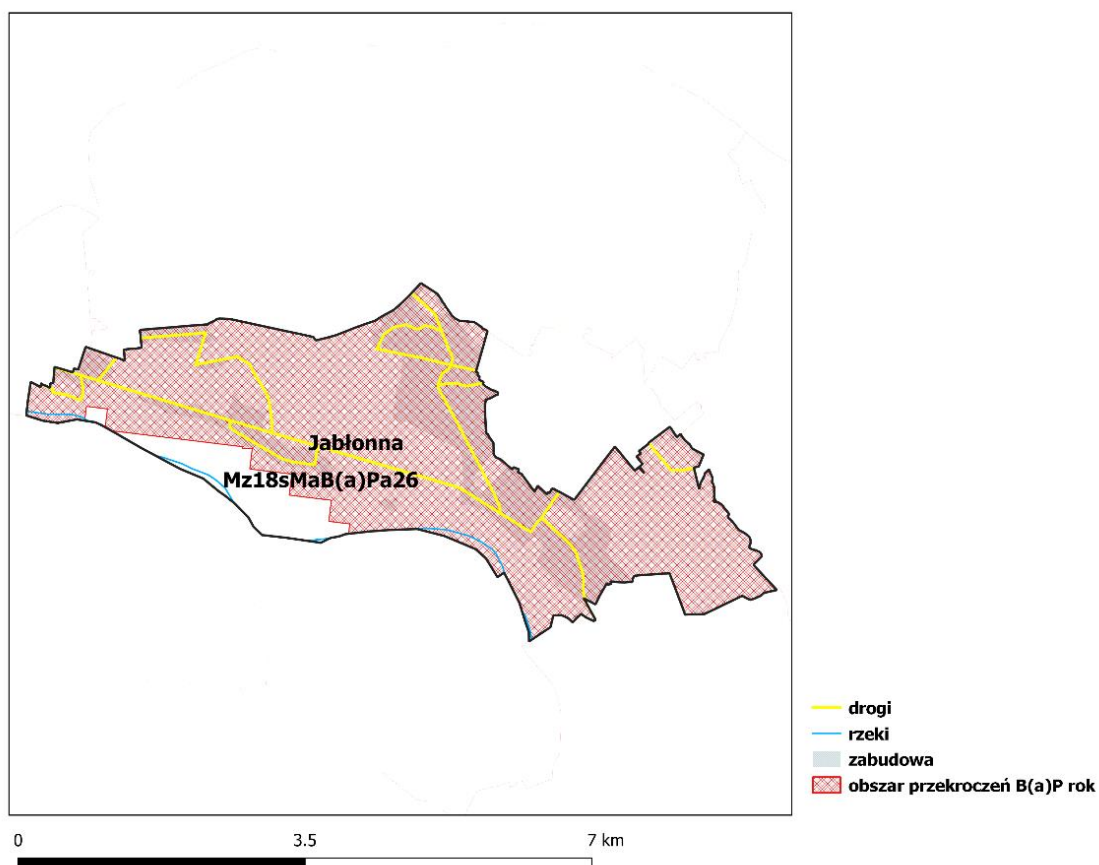 Jabłonna
Mz18sMaB(a)Pa26
drogi
rzeki
zabudowa
obszar przekroczeń B(a)P rok
0 3.5 7 km